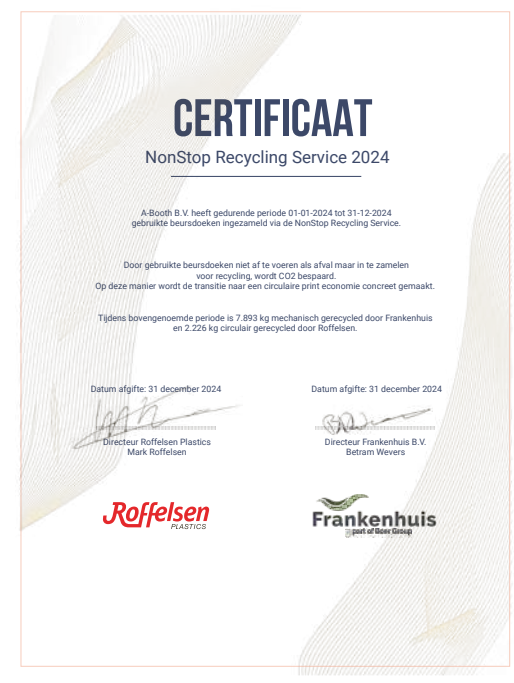 CERTIFICAAT
NonStop Recycling Service 2024
A-Booth B.V. heeft gedurende periode 01-01-2024 tot 31-12-2024
gebruikte beursdoeken ingezameld via de NonStop Recycling Service.
Door gebruikte beursdoeken niet af te voeren als afval maar in te zamelen
voor recycling, wordt CO2 bespaard.
Op deze manier wordt de transitie naar een circulaire print economie concreet gemaakt.
Tijdens bovengenoemde periode is 7.893 kg mechanisch gerecycled door Frankenhuis
en 2.226 kg circulair gerecycled door Roffelsen.
Datum afgifte: 31 december 2024
Directeur Roffelsen Plastics
Mark Roffelsen
Roffelsen
PLASTICS
Datum afgifte: 31 december 2024
Directeur Frankenhuis B.V.
Betram Wevers
Frankenhuis
part of Boer Group